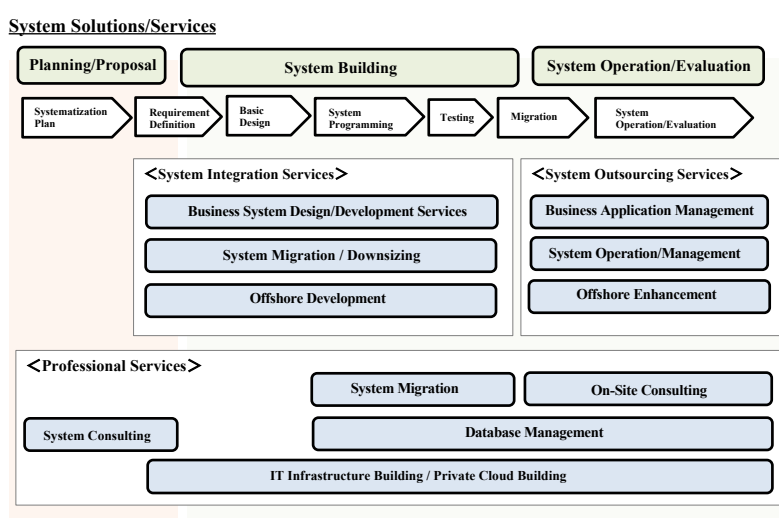 System Solutions/Services
Planning/Proposal
System Building
System Operation/Evaluation
Systematization
Plan
Requirement
Definition
Basic
Design
System
Programming
Testing
Migration
System
Operation/Evaluation
＜System Integration Services＞
Business System Design/Development Services
System Migration / Downsizing
Offshore Development
＜System Outsourcing Services＞
Business Application Management
System Operation/Management
Offshore Enhancement
＜Professional Services＞
System Migration
On-Site Consulting
System Consulting
Database Management
IT Infrastructure Building / Private Cloud Building